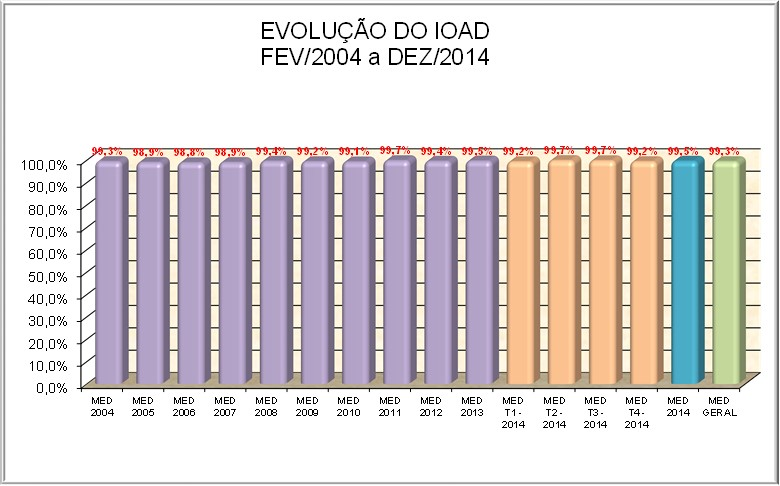 EVOLUÇÃO DO IOAD
FEV/2004 a DEZ/2014
99,3% 98,9% 98,8% 98,9% 99,4% 99,2% 99,1% 99,7% 99,4% 99,5% 99,2% 99,7% 99,7% 99,2% 99,5% 99,3%
100,0%
90,0%
80,0%
70,0%
60,0%
50,0%
40,0%
30,0%
20,0%
10,0%
0,0%
MED 2004
MED 2005
MED 2006
MED 2007
MED 2008
MED 2009
MED 2010
MED 2011
MED 2012
MED 2013
MED T1- 2014
MED T2- 2014
MED T3- 2014
MED T4- 2014
MED 2014
MED GERAL